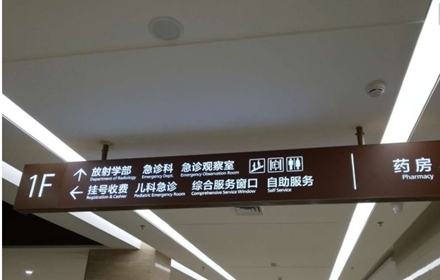 1F
放射学部 急诊科 急诊观察室
Department of Radiology Emergency Dept. Emergency Observation Room
挂号收费 儿科急诊 综合服务窗口 自助服务
Registration & Cashier Pediatric Emergency Room Comprehensive Service Window Self Service
药房
Pharmacy